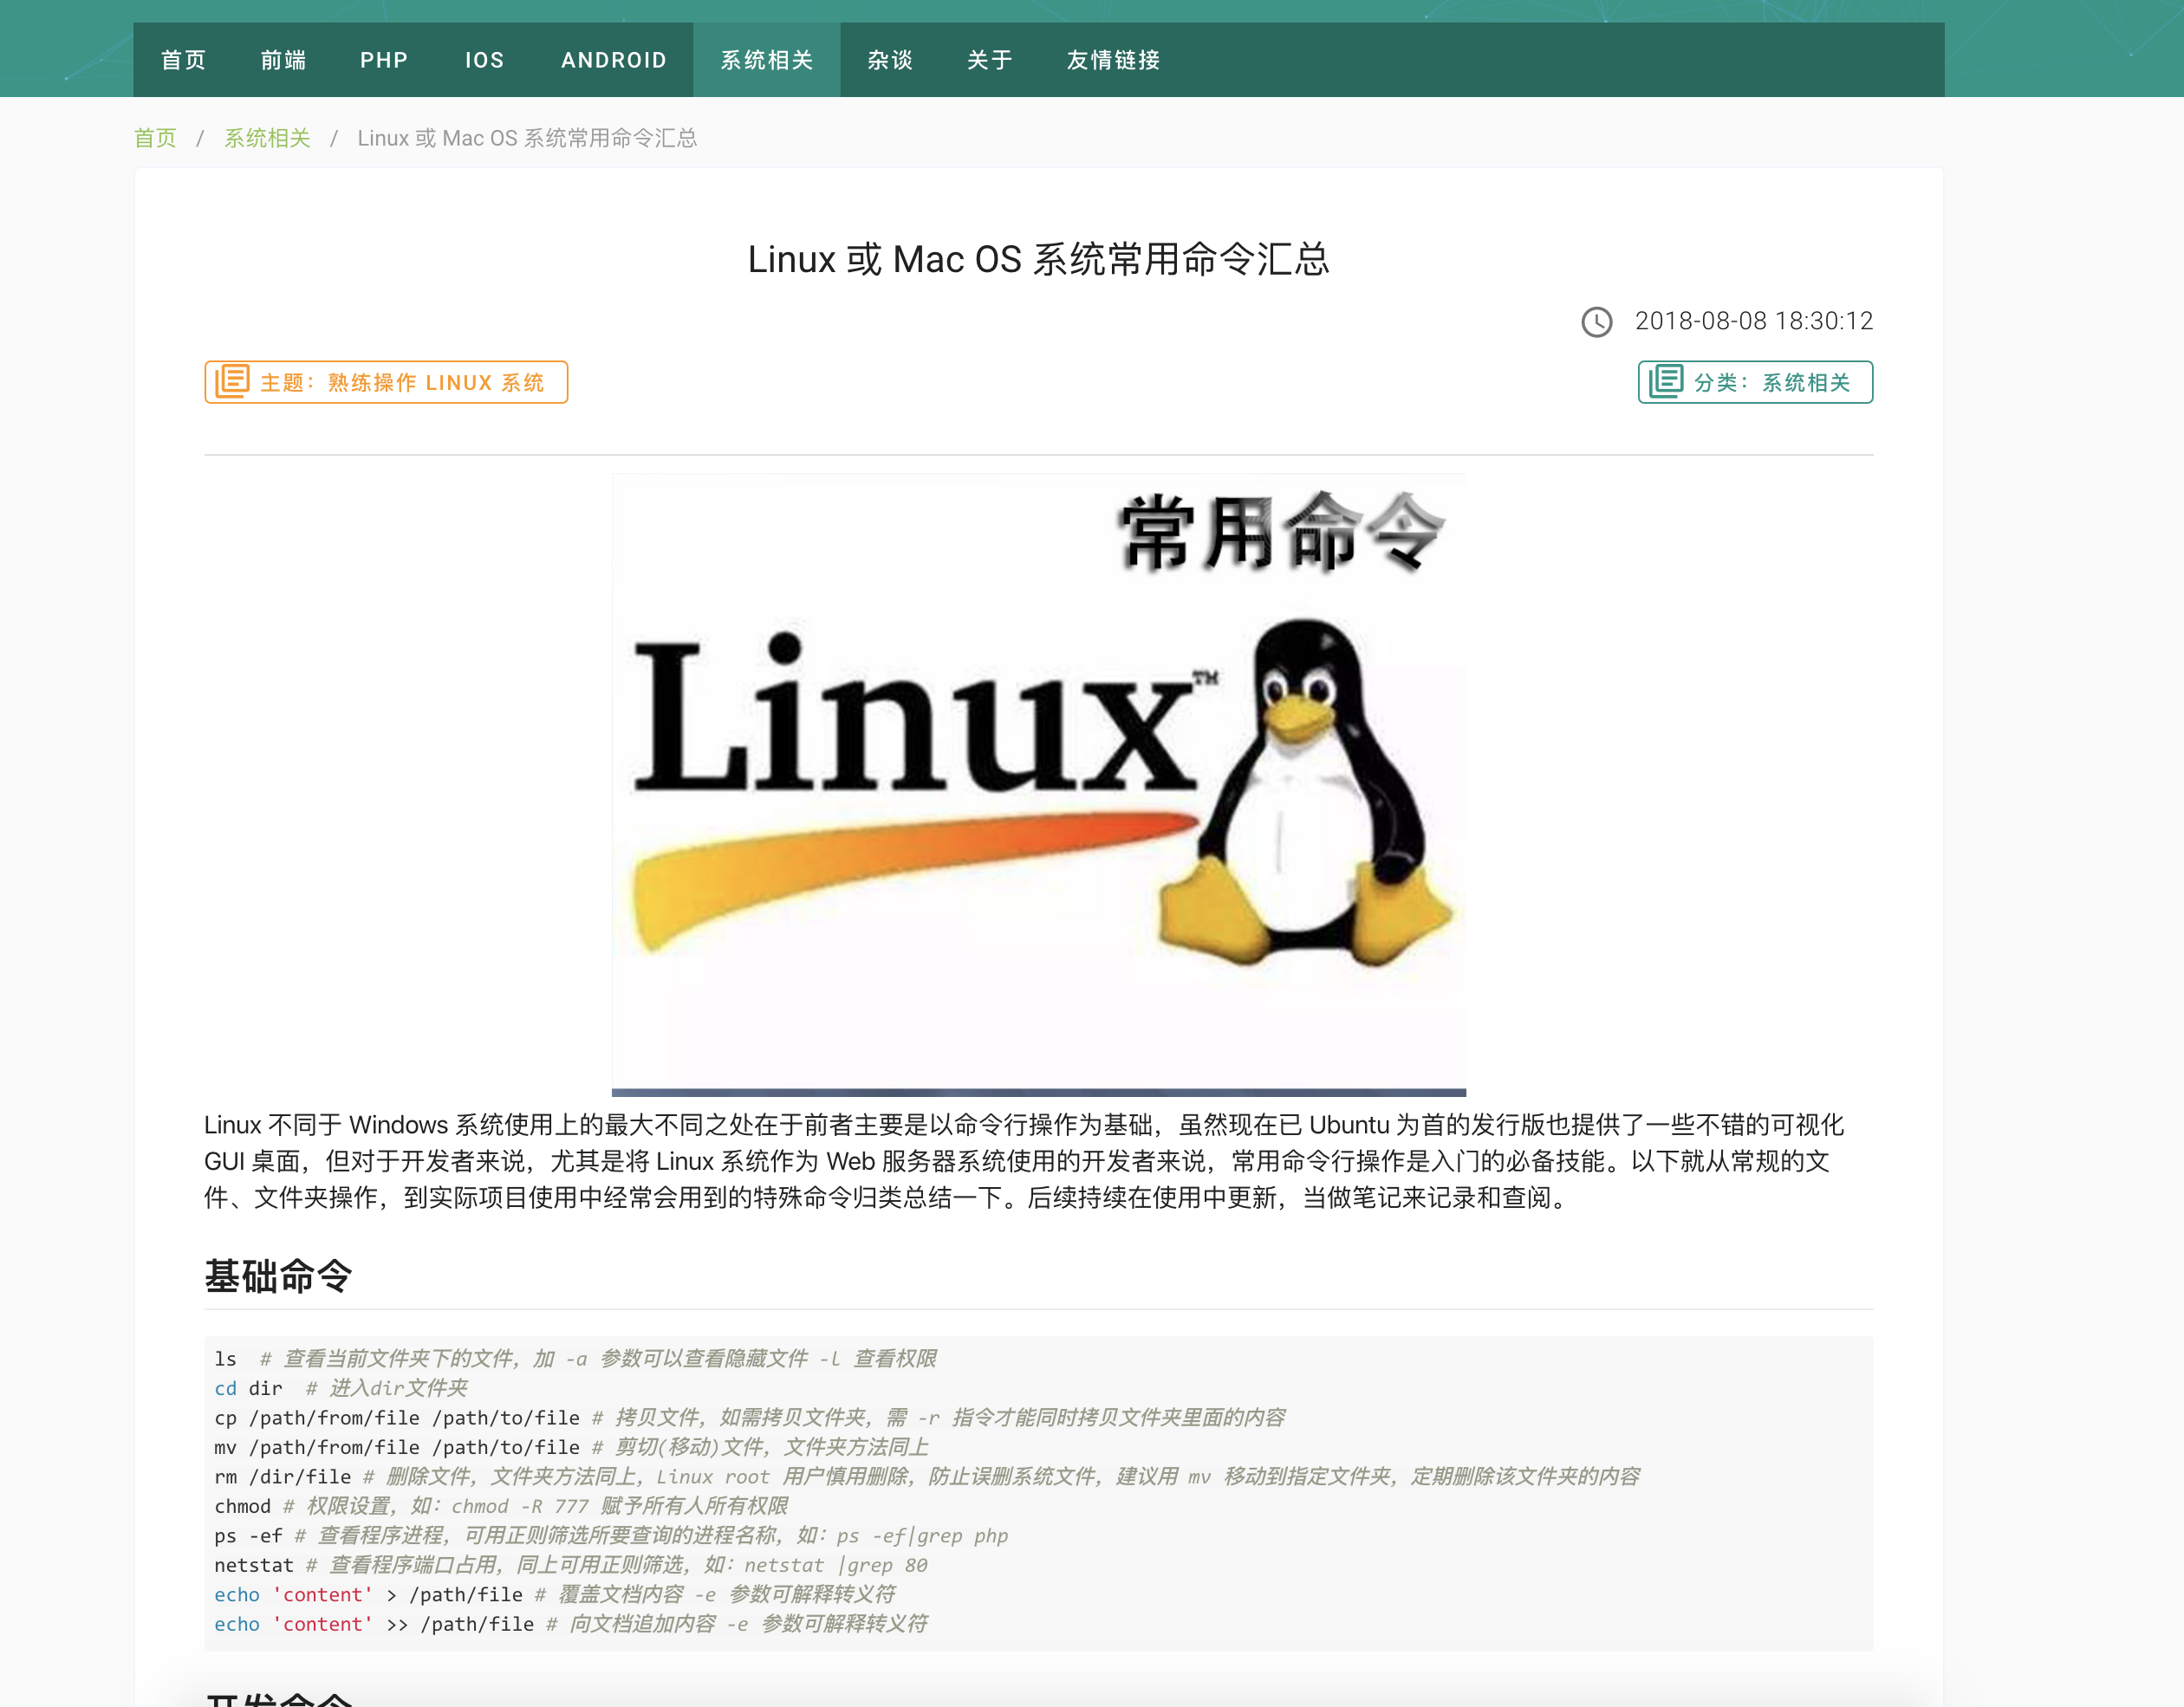 首页 前端 PHP IOS ANDROID 系统相关 杂谈 关于 友情链接
首页 / 系统相关 / Linux 或 Mac OS 系统常用命令汇总
Linux 或 Mac OS 系统常用命令汇总
2018-08-08 18:30:12
主题：熟练操作 LINUX 系统
分类：系统相关
常用命令
Linux™
Linux 不同于 Windows 系统使用上的最大不同之处在于前者主要是以命令行操作为基础，虽然现在已 Ubuntu 为首的发行版也提供了一些不错的可视化
GUI 桌面，但对于开发者来说，尤其是将 Linux 系统作为 Web 服务器系统使用的开发者来说，常用命令行操作是入门的必备技能。以下就从常规的文
件、文件夹操作，到实际项目使用中经常会用到的特殊命令归类总结一下。后续持续在使用中更新，当做笔记来记录和查阅。
基础命令
ls  # 查看当前文件夹下的文件，加 -a 参数可以查看隐藏文件 -l 查看权限
cd dir  # 进入dir文件夹
cp /path/from/file /path/to/file # 拷贝文件，如需拷贝文件夹，需 -r 指令才能同时拷贝文件夹里面的内容
mv /path/from/file /path/to/file # 剪切(移动)文件，文件夹方法同上
rm /dir/file # 删除文件，文件夹方法同上，Linux root 用户慎用删除，防止误删系统文件，建议用 mv 移动到指定文件夹，定期删除该文件夹的内容
chmod # 权限设置，如：chmod -R 777 赋予所有人所有权限
ps -ef # 查看程序进程，可用正则筛选所要查询的进程名称，如：ps -ef|grep php
netstat # 查看程序端口占用，同上可用正则筛选，如：netstat |grep 80
echo 'content' > /path/file # 覆盖文档内容 -e 参数可解释转义符
echo 'content' >> /path/file # 向文档追加内容 -e 参数可解释转义符
开发命令